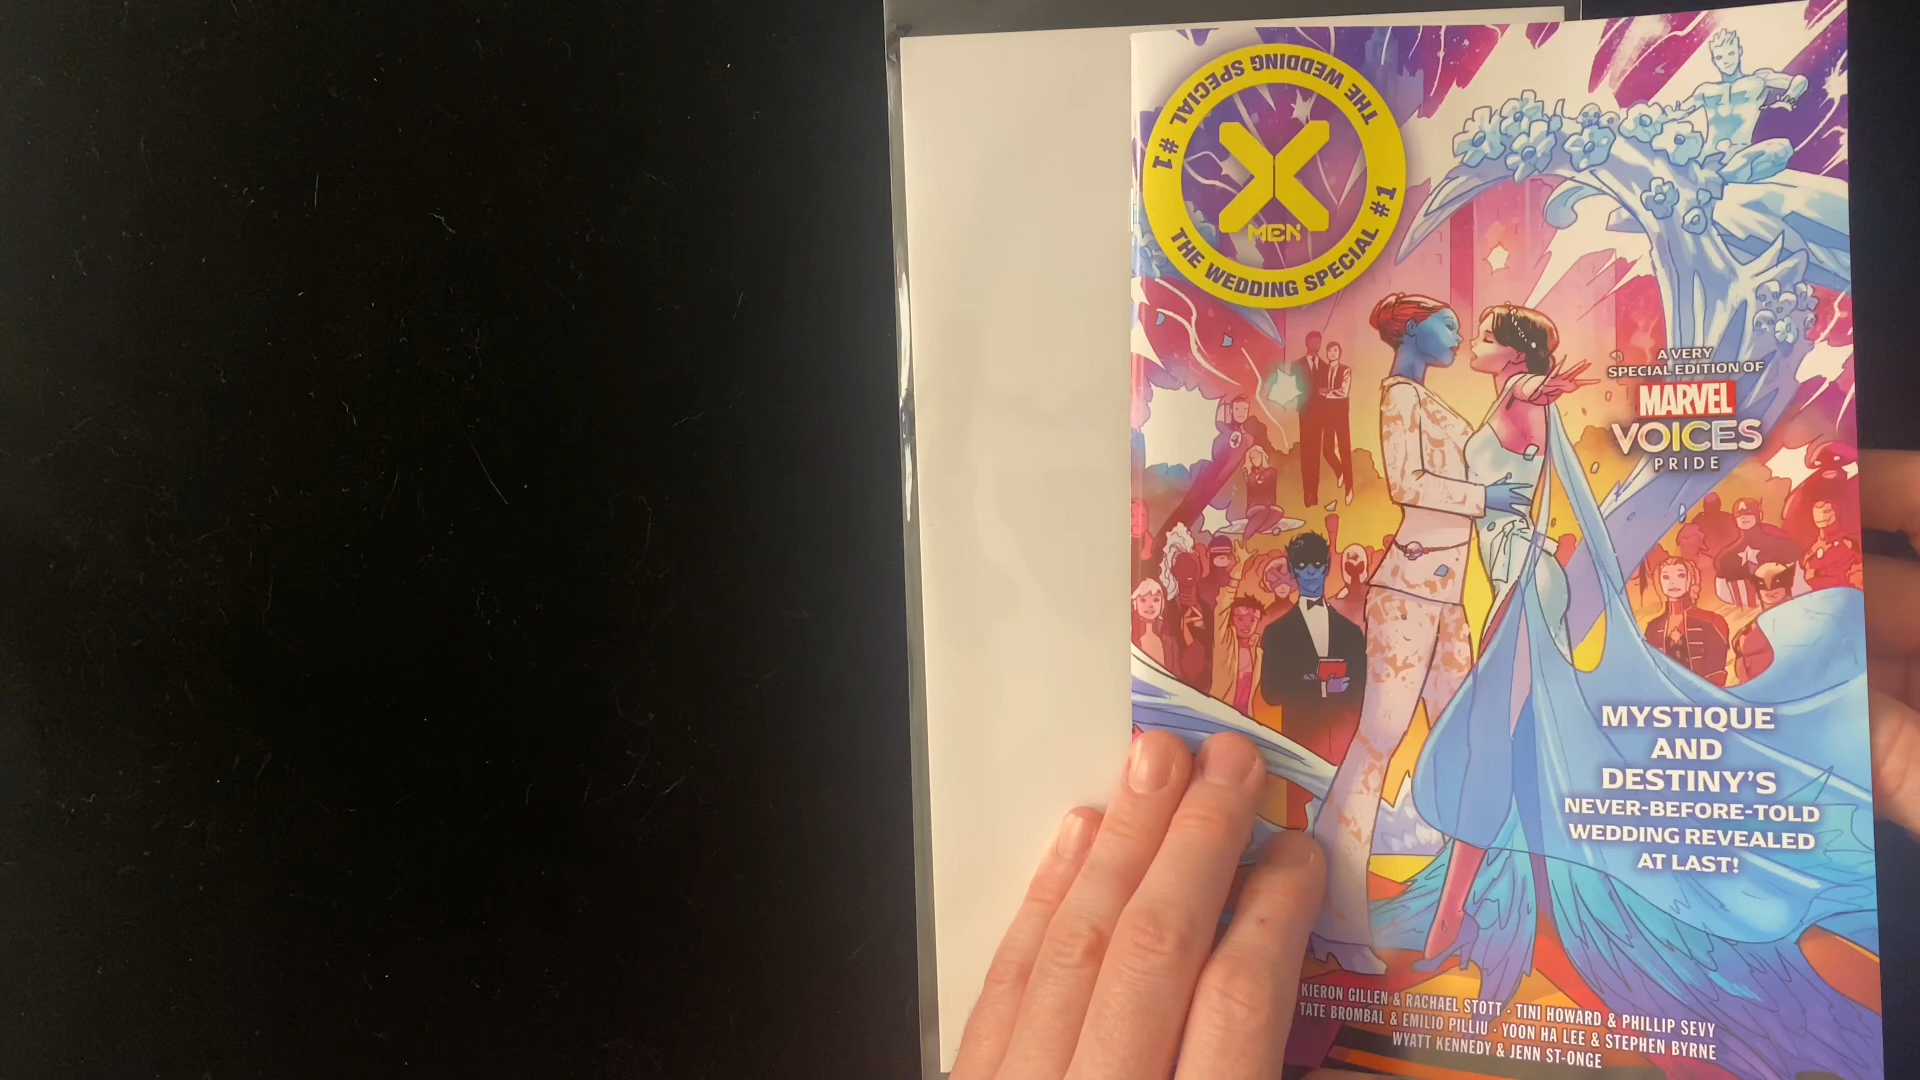 THE WEDDING SPECIAL #1
THE WEDDING SPECIAL #1
X
MEN
A VERY
SPECIAL EDITION OF
MARVEL
VOICES
PRIDE
MYSTIQUE
AND
DESTINY'S
NEVER-BEFORE-TOLD
WEDDING REVEALED
AT LAST!
KIERON GILLEN & RACHAEL STOTT · TINI HOWARD & PHILLIP SEVY
TATE BROMBAL & EMILIO PILLIU · YOON HA LEE & STEPHEN BYRNE
WYATT KENNEDY & JENN ST-ONGE